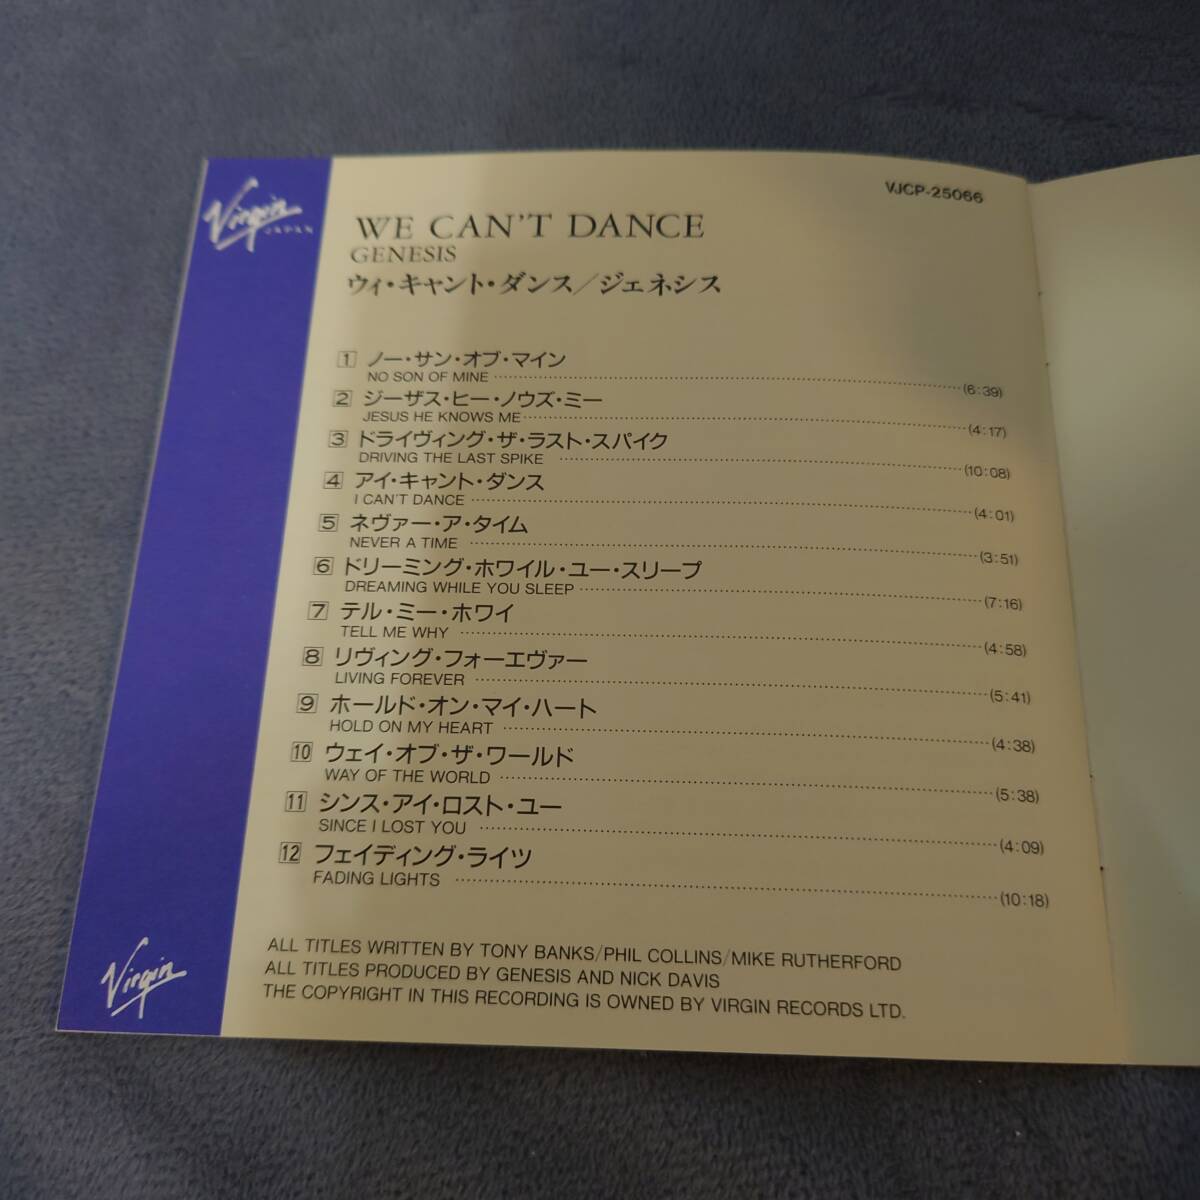 Virgin
JAPAN
VJCP-25066
WE CAN'T DANCE
GENESIS
ウィ・キャント・ダンス／ジェネシス
1 ノー・サン・オブ・マイン
NO SON OF MINE (6:39)
2 ジーザス・ヒー・ノウズ・ミー
JESUS HE KNOWS ME (4:17)
3 ドライヴィング・ザ・ラスト・スパイク
DRIVING THE LAST SPIKE (10:08)
4 アイ・キャント・ダンス
I CAN'T DANCE (4:01)
5 ネヴァー・ア・タイム
NEVER A TIME (3:51)
6 ドリーミング・ホワイル・ユー・スリープ
DREAMING WHILE YOU SLEEP (7:16)
7 テル・ミー・ホワイ
TELL ME WHY (4:58)
8 リヴィング・フォーエヴァー
LIVING FOREVER (5:41)
9 ホールド・オン・マイ・ハート
HOLD ON MY HEART (4:38)
10 ウェイ・オブ・ザ・ワールド
WAY OF THE WORLD (5:38)
11 シンス・アイ・ロスト・ユー
SINCE I LOST YOU (4:09)
12 フェイディング・ライツ
FADING LIGHTS (10:18)
ALL TITLES WRITTEN BY TONY BANKS/PHIL COLLINS/MIKE RUTHERFORD
ALL TITLES PRODUCED BY GENESIS AND NICK DAVIS
THE COPYRIGHT IN THIS RECORDING IS OWNED BY VIRGIN RECORDS LTD.
Virgin